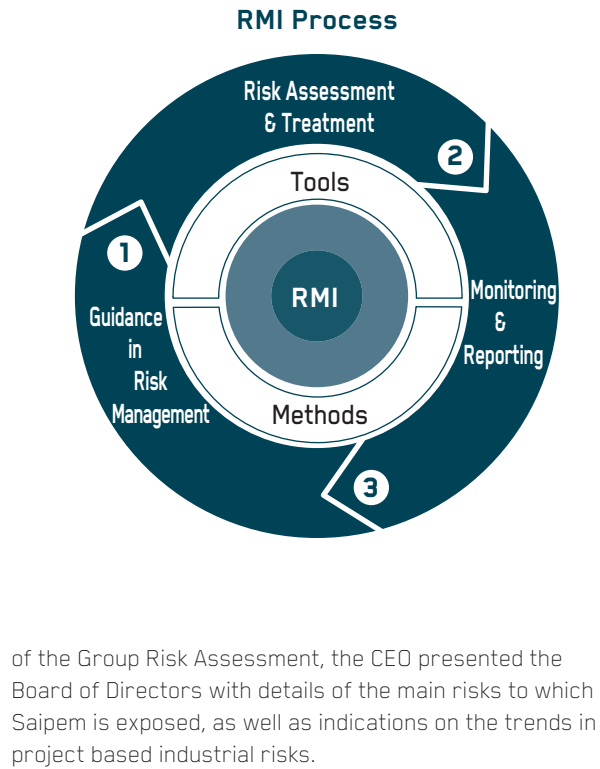 RMI Process
Risk Assessment
& Treatment
2
Tools
1
RMI
Monitoring
&
Reporting
Guidance
in
Risk
Management
Methods
3
of the Group Risk Assessment, the CEO presented the
Board of Directors with details of the main risks to which
Saipem is exposed, as well as indications on the trends in
project based industrial risks.